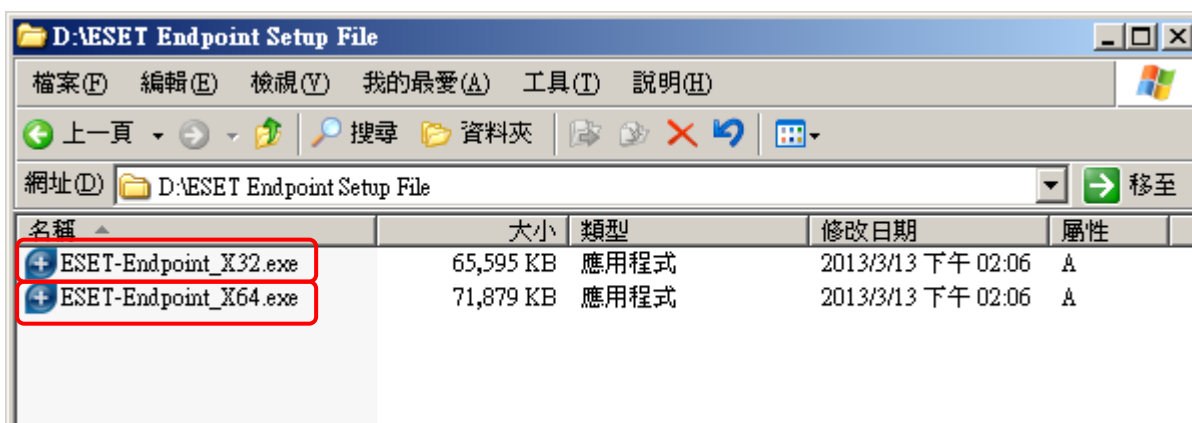 D:\ESET Endpoint Setup File
檔案(F) 編輯(E) 檢視(V) 我的最愛(A) 工具(T) 說明(H)
上一頁 搜尋 資料夾
網址(D) D:\ESET Endpoint Setup File 移至
名稱 大小 類型 修改日期 屬性
ESET-Endpoint_X32.exe 65,595 KB 應用程式 2013/3/13 下午 02:06 A
ESET-Endpoint_X64.exe 71,879 KB 應用程式 2013/3/13 下午 02:06 A